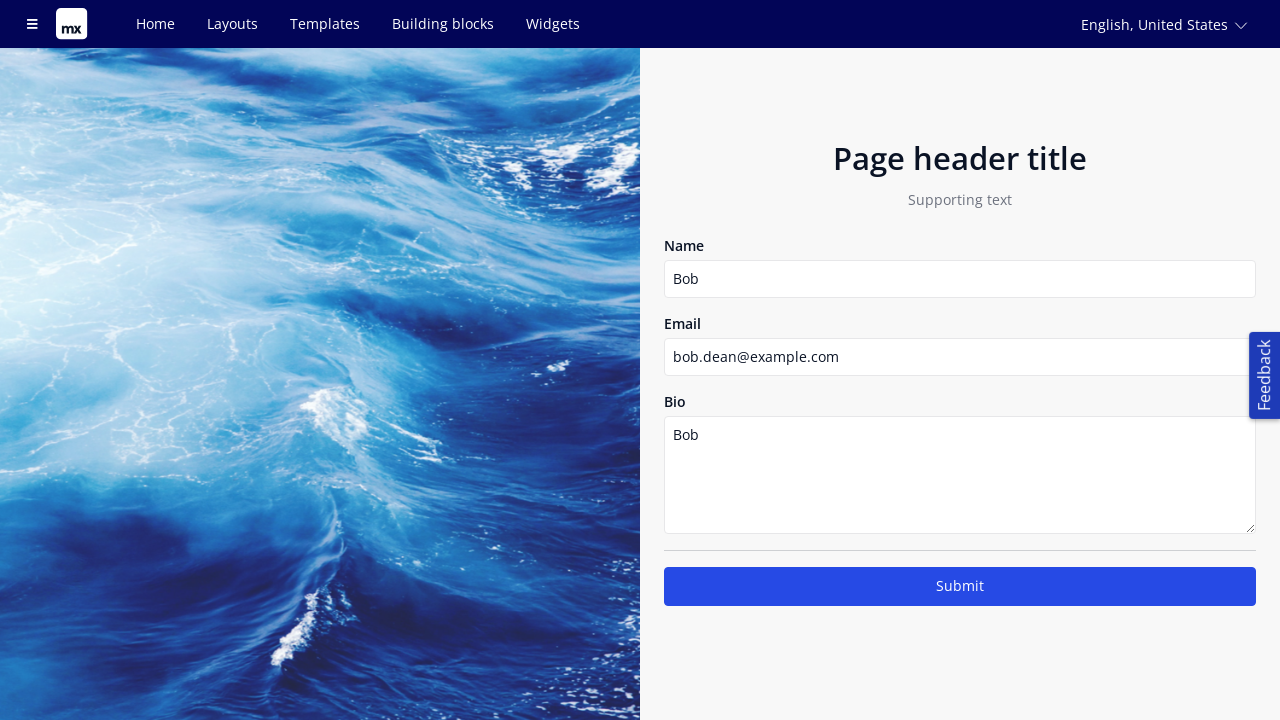 mx
Home
Layouts
Templates
Building blocks
Widgets
English, United States
Page header title
Supporting text
Name
Bob
Email
bob.dean@example.com
Bio
Bob
Submit
Feedback